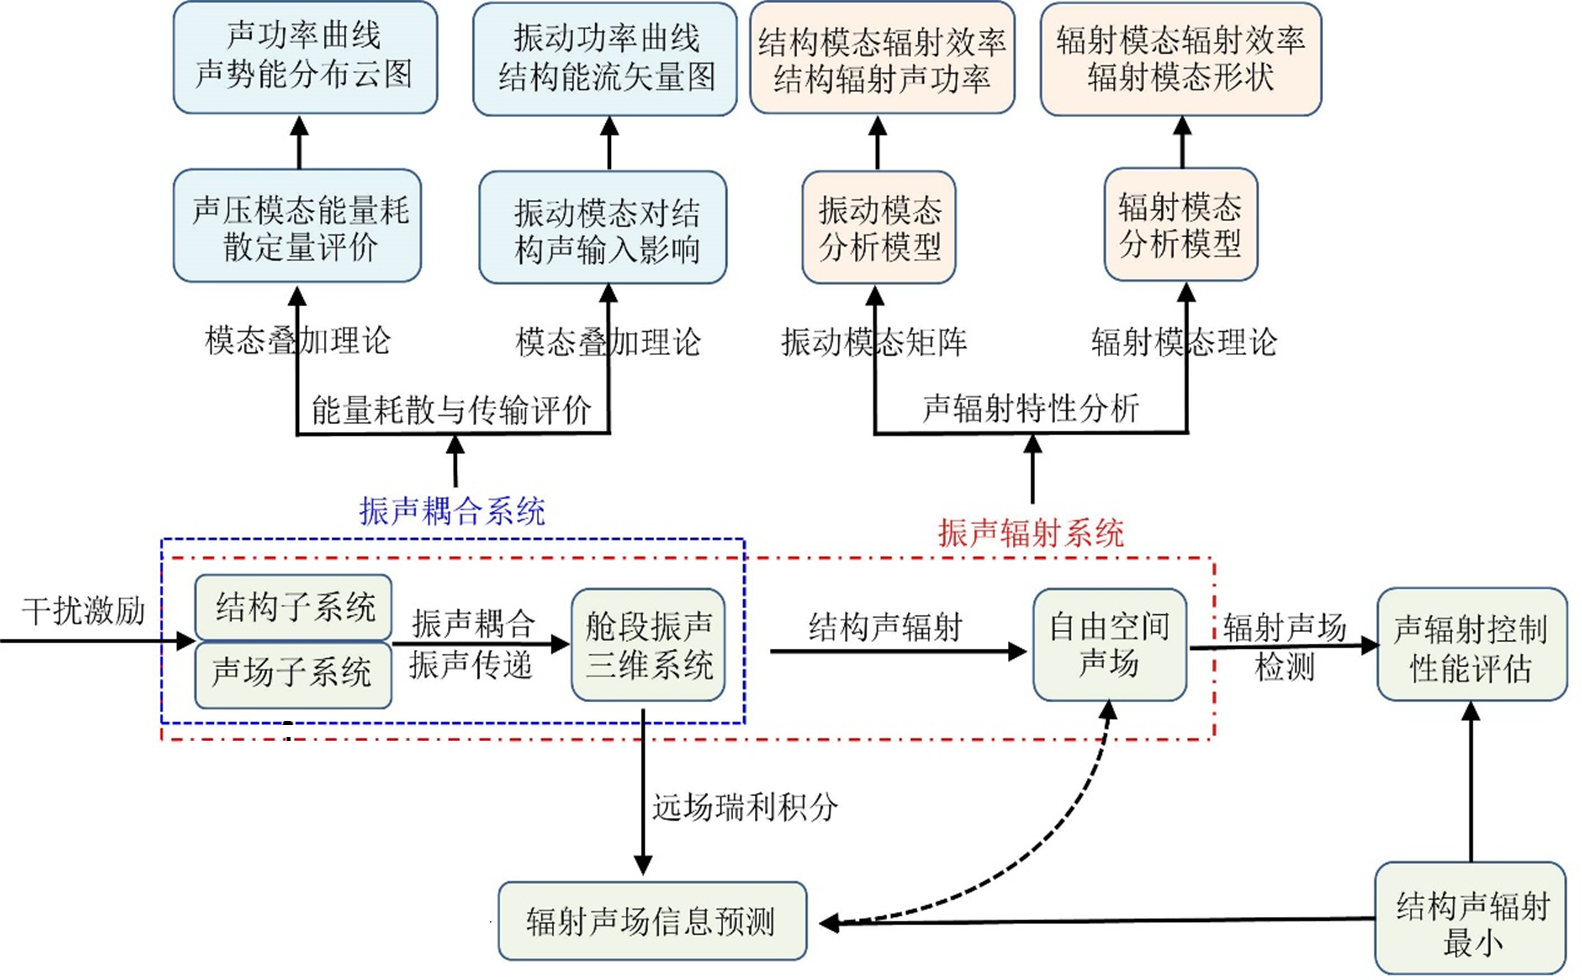 声功率曲线
声势能分布云图
振动功率曲线
结构能流矢量图
结构模态辐射效率
结构辐射声功率
辐射模态辐射效率
辐射模态形状
声压模态能量耗
散定量评价
振动模态对结
构声输入影响
振动模态
分析模型
辐射模态
分析模型
模态叠加理论
模态叠加理论
振动模态矩阵
辐射模态理论
能量耗散与传输评价
声辐射特性分析
振声耦合系统
振声辐射系统
干扰激励
结构子系统
声场子系统
振声耦合
振声传递
舱段振声
三维系统
结构声辐射
自由空间
声场
辐射声场
检测
声辐射控制
性能评估
远场瑞利积分
辐射声场信息预测
结构声辐射
最小